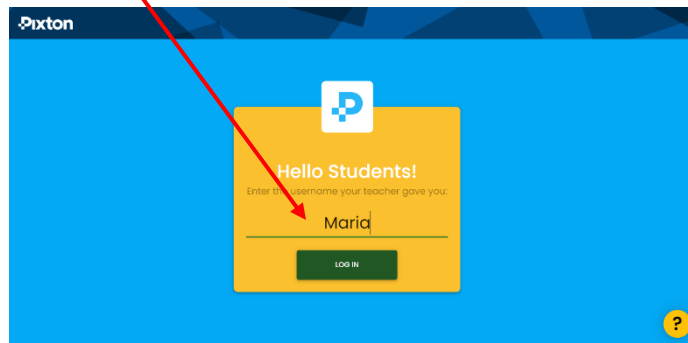 Pixton
P
Hello Students!
Enter the username your teacher gave you:
Maria
LOG IN
?